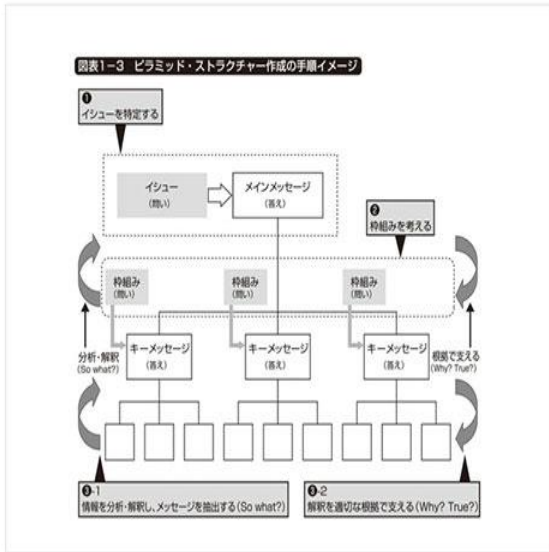 図表1-3 ピラミッド・ストラクチャー作成の手順イメージ
❶
イシューを特定する
イシュー
(問い)
メインメッセージ
(答え)
❷
枠組みを考える
枠組み
(問い)
枠組み
(問い)
枠組み
(問い)
分析・解釈
(So what?)
キーメッセージ
(答え)
キーメッセージ
(答え)
キーメッセージ
(答え)
根拠で支える
(Why? True?)
❸-1
情報を分析・解釈し、メッセージを抽出する(So what?)
❸-2
解釈を適切な根拠で支える(Why? True?)